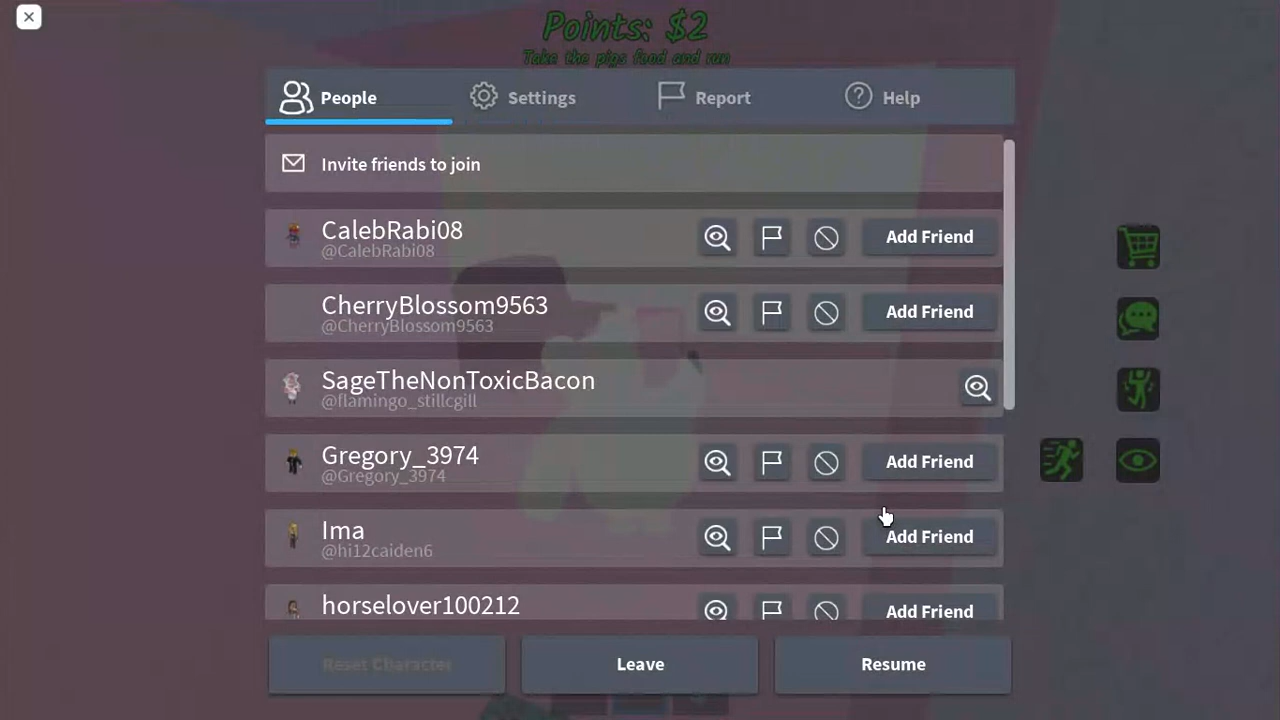 Points: $2
Take the pigs food and run
People
Settings
Report
Help
Invite friends to join
CalebRabi08
@CalebRabi08
Add Friend
CherryBlossom9563
@CherryBlossom9563
Add Friend
SageTheNonToxicBacon
@flamingo_stillcgill
Gregory_3974
@Gregory_3974
Add Friend
Ima
@hi12caiden6
Add Friend
horselover100212
Add Friend
Reset Character
Leave
Resume